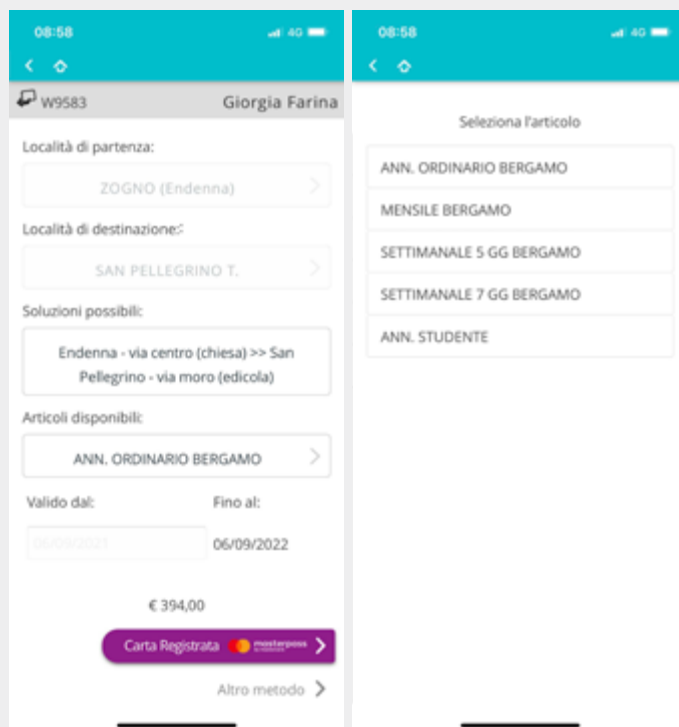 08:58
4G
W9583
Giorgia Farina
Località di partenza:
ZOGNO (Endenna)
Località di destinazione:
SAN PELLEGRINO T.
Soluzioni possibili:
Endenna - via centro (chiesa) >> San
Pellegrino - via moro (edicola)
Articoli disponibili:
ANN. ORDINARIO BERGAMO
Valido dal:
Fino al:
06/09/2021
06/09/2022
€ 394,00
Carta Registrata
masterpass
Altro metodo
08:58
4G
Seleziona l'articolo
ANN. ORDINARIO BERGAMO
MENSILE BERGAMO
SETTIMANALE 5 GG BERGAMO
SETTIMANALE 7 GG BERGAMO
ANN. STUDENTE